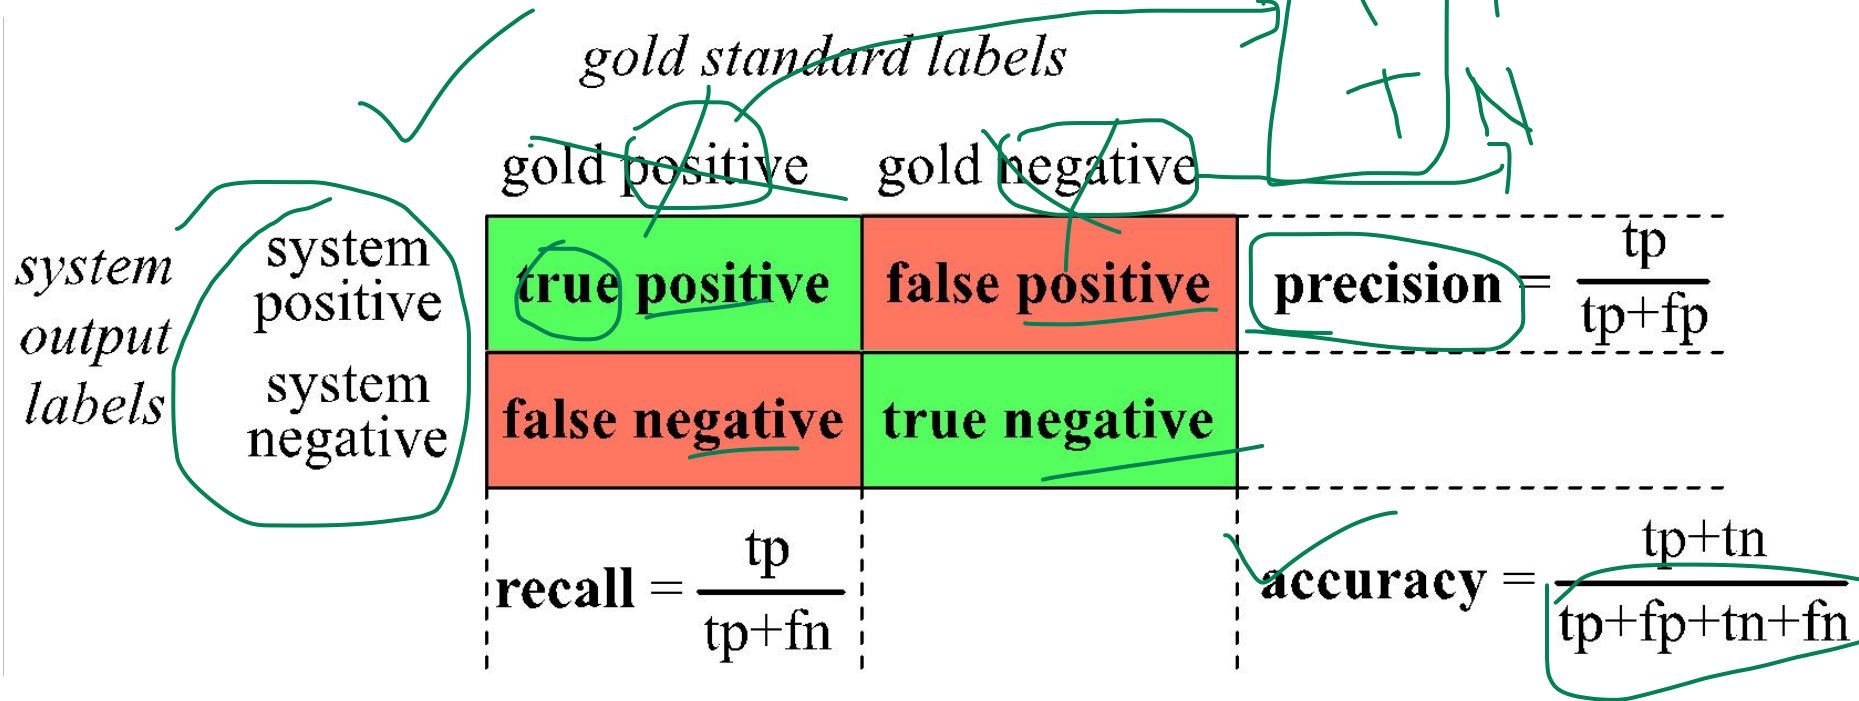 gold standard labels
gold positive gold negative
T N
system output labels
system positive
true positive
false positive
precision = tp / tp+fp
system negative
false negative
true negative
recall = tp / tp+fn
accuracy = tp+tn / tp+fp+tn+fn